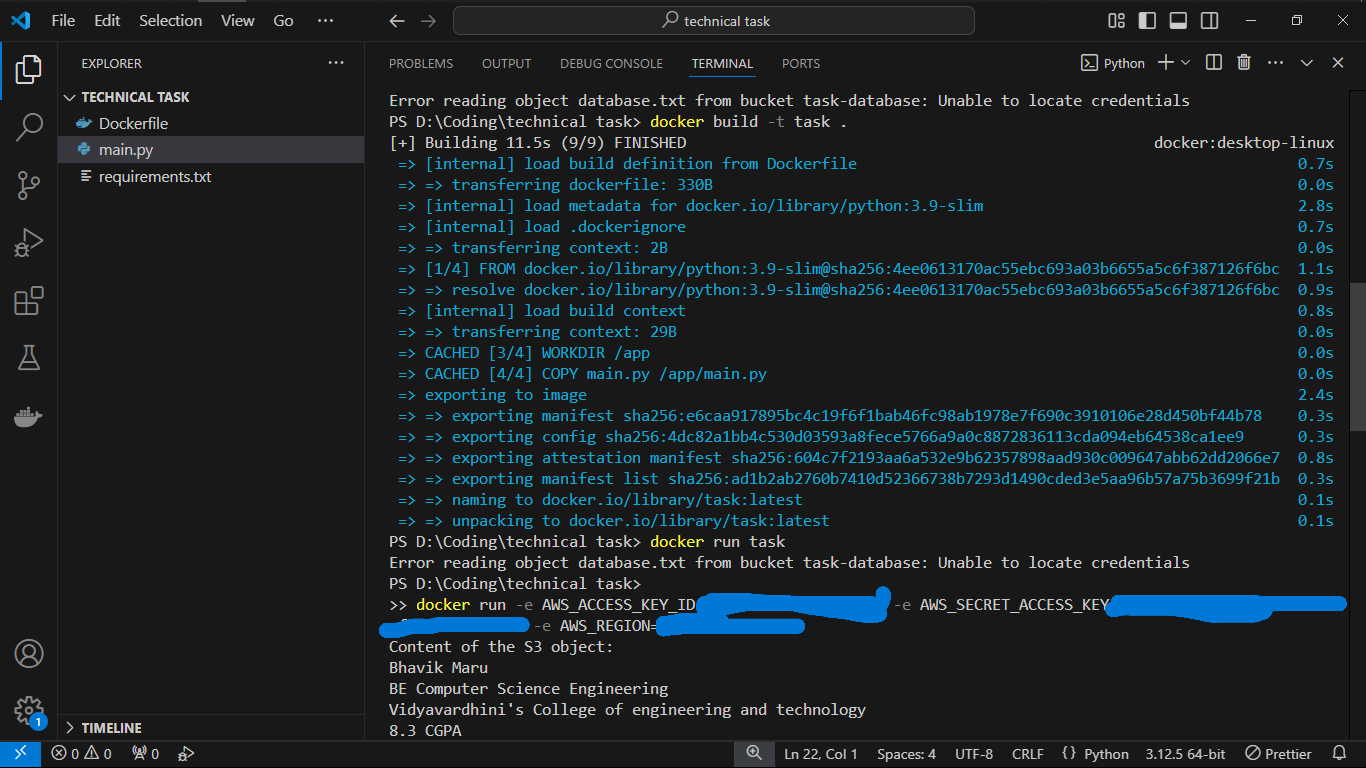 File Edit Selection View Go ···
technical task
EXPLORER ···
TECHNICAL TASK
Dockerfile
main.py
requirements.txt
TIMELINE
PROBLEMS OUTPUT DEBUG CONSOLE TERMINAL PORTS
Python
Error reading object database.txt from bucket task-database: Unable to locate credentials
PS D:\Coding\technical task> docker build -t task .
[+] Building 11.5s (9/9) FINISHED docker:desktop-linux
=> [internal] load build definition from Dockerfile 0.7s
=> => transferring dockerfile: 330B 0.0s
=> [internal] load metadata for docker.io/library/python:3.9-slim 2.8s
=> [internal] load .dockerignore 0.7s
=> => transferring context: 2B 0.0s
=> [1/4] FROM docker.io/library/python:3.9-slim@sha256:4ee0613170ac55ebc693a03b6655a5c6f387126f6bc 1.1s
=> => resolve docker.io/library/python:3.9-slim@sha256:4ee0613170ac55ebc693a03b6655a5c6f387126f6bc 0.9s
=> [internal] load build context 0.8s
=> => transferring context: 29B 0.0s
=> CACHED [3/4] WORKDIR /app 0.0s
=> CACHED [4/4] COPY main.py /app/main.py 0.0s
=> exporting to image 2.4s
=> => exporting manifest sha256:e6caa917895bc4c19f6f1bab46fc98ab1978e7f690c3910106e28d450bf44b78 0.3s
=> => exporting config sha256:4dc82a1bb4c530d03593a8fece5766a9a0c8872836113cda094eb64538ca1ee9 0.3s
=> => exporting attestation manifest sha256:604c7f2193aa6a532e9b62357898aad930c009647abb62dd2066e7 0.8s
=> => exporting manifest list sha256:ad1b2ab2760b7410d52366738b7293d1490cded3e5aa96b57a75b3699f21b 0.3s
=> => naming to docker.io/library/task:latest 0.1s
=> => unpacking to docker.io/library/task:latest 0.1s
PS D:\Coding\technical task> docker run task
Error reading object database.txt from bucket task-database: Unable to locate credentials
PS D:\Coding\technical task>
>> docker run -e AWS_ACCESS_KEY_ID -e AWS_SECRET_ACCESS_KEY
-e AWS_REGION=
Content of the S3 object:
Bhavik Maru
BE Computer Science Engineering
Vidyavardhini's College of engineering and technology
8.3 CGPA
1
0 0 0 Ln 22, Col 1 Spaces: 4 UTF-8 CRLF {} Python 3.12.5 64-bit Prettier